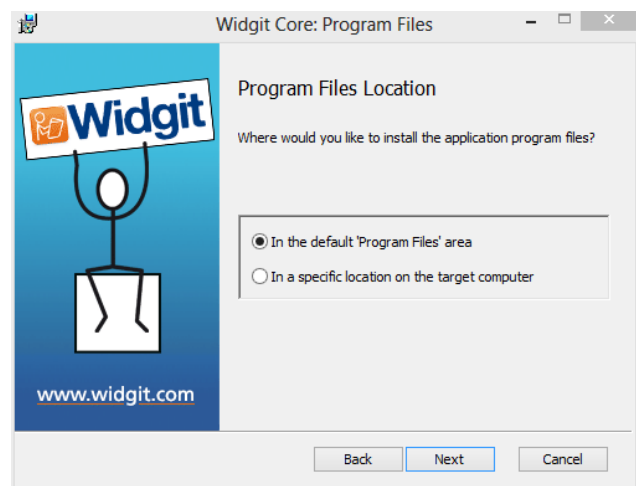 Widgit Core: Program Files
Widgit
www.widgit.com
Program Files Location
Where would you like to install the application program files?
In the default 'Program Files' area
In a specific location on the target computer
Back Next Cancel